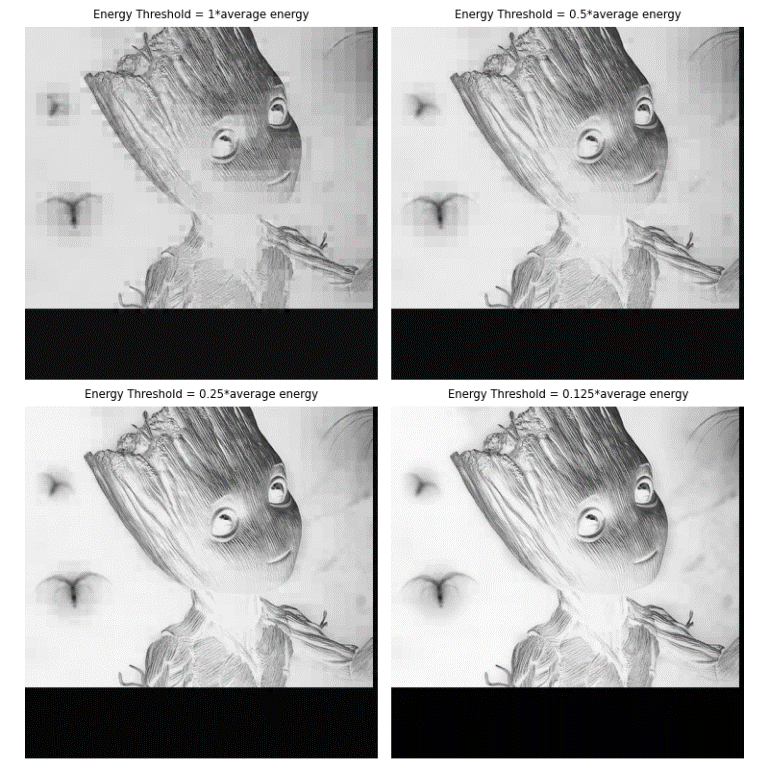 Energy Threshold = 1*average energy
Energy Threshold = 0.5*average energy
Energy Threshold = 0.25*average energy
Energy Threshold = 0.125*average energy